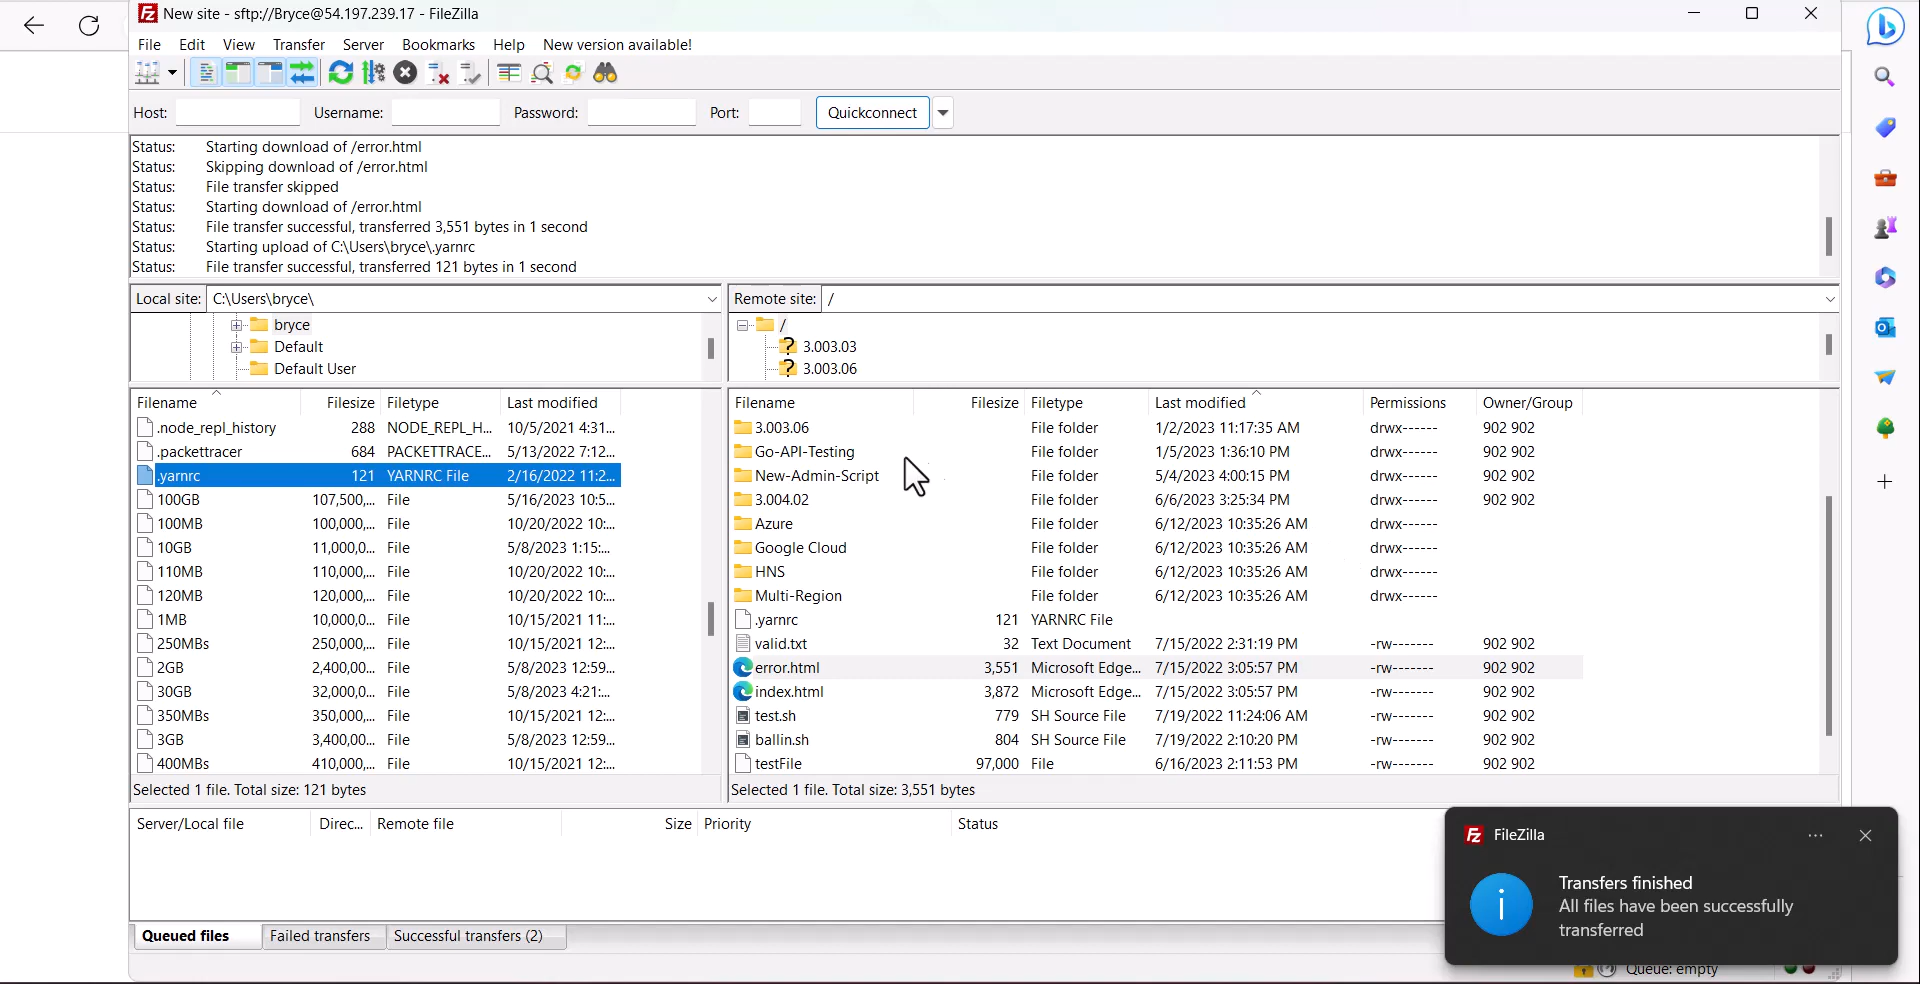 New site - sftp://Bryce@54.197.239.17 - FileZilla
File Edit View Transfer Server Bookmarks Help New version available!
Host: Username: Password: Port: Quickconnect
Status: Starting download of /error.html
Status: Skipping download of /error.html
Status: File transfer skipped
Status: Starting download of /error.html
Status: File transfer successful, transferred 3,551 bytes in 1 second
Status: Starting upload of C:\Users\bryce\.yarnrc
Status: File transfer successful, transferred 121 bytes in 1 second
Local site: C:\Users\bryce\
bryce
Default
Default User
Filename Filesize Filetype Last modified
.node_repl_history 288 NODE_REPL_H... 10/5/2021 4:31...
.packettracer 684 PACKETTRACE... 5/13/2022 7:12...
.yarnrc 121 YARNRC File 2/16/2022 11:2...
100GB 107,500,... File 5/16/2023 10:5...
100MB 100,000,... File 10/20/2022 10:...
10GB 11,000,0... File 5/8/2023 1:15:...
110MB 110,000,... File 10/20/2022 10:...
120MB 120,000,... File 10/20/2022 10:...
1MB 10,000,0... File 10/15/2021 11:...
250MBs 250,000,... File 10/15/2021 12:...
2GB 2,400,00... File 5/8/2023 12:59...
30GB 32,000,0... File 5/8/2023 4:21:...
350MBs 350,000,... File 10/15/2021 12:...
3GB 3,400,00... File 5/8/2023 12:59...
400MBs 410,000,... File 10/15/2021 12:...
Selected 1 file. Total size: 121 bytes
Remote site: /
/
3.003.03
3.003.06
Filename Filesize Filetype Last modified Permissions Owner/Group
3.003.06 File folder 1/2/2023 11:17:35 AM drwx------ 902 902
Go-API-Testing File folder 1/5/2023 1:36:10 PM drwx------ 902 902
New-Admin-Script File folder 5/4/2023 4:00:15 PM drwx------ 902 902
3.004.02 File folder 6/6/2023 3:25:34 PM drwx------ 902 902
Azure File folder 6/12/2023 10:35:26 AM drwx------
Google Cloud File folder 6/12/2023 10:35:26 AM drwx------
HNS File folder 6/12/2023 10:35:26 AM drwx------
Multi-Region File folder 6/12/2023 10:35:26 AM drwx------
.yarnrc 121 YARNRC File
valid.txt 32 Text Document 7/15/2022 2:31:19 PM -rw------- 902 902
error.html 3,551 Microsoft Edge... 7/15/2022 3:05:57 PM -rw------- 902 902
index.html 3,872 Microsoft Edge... 7/15/2022 3:05:57 PM -rw------- 902 902
test.sh 779 SH Source File 7/19/2022 11:24:06 AM -rw------- 902 902
ballin.sh 804 SH Source File 7/19/2022 2:10:20 PM -rw------- 902 902
testFile 97,000 File 6/16/2023 2:11:53 PM -rw------- 902 902
Selected 1 file. Total size: 3,551 bytes
Server/Local file Direc... Remote file Size Priority Status
FileZilla
Transfers finished
All files have been successfully
transferred
Queued files Failed transfers Successful transfers (2)
Queue: empty